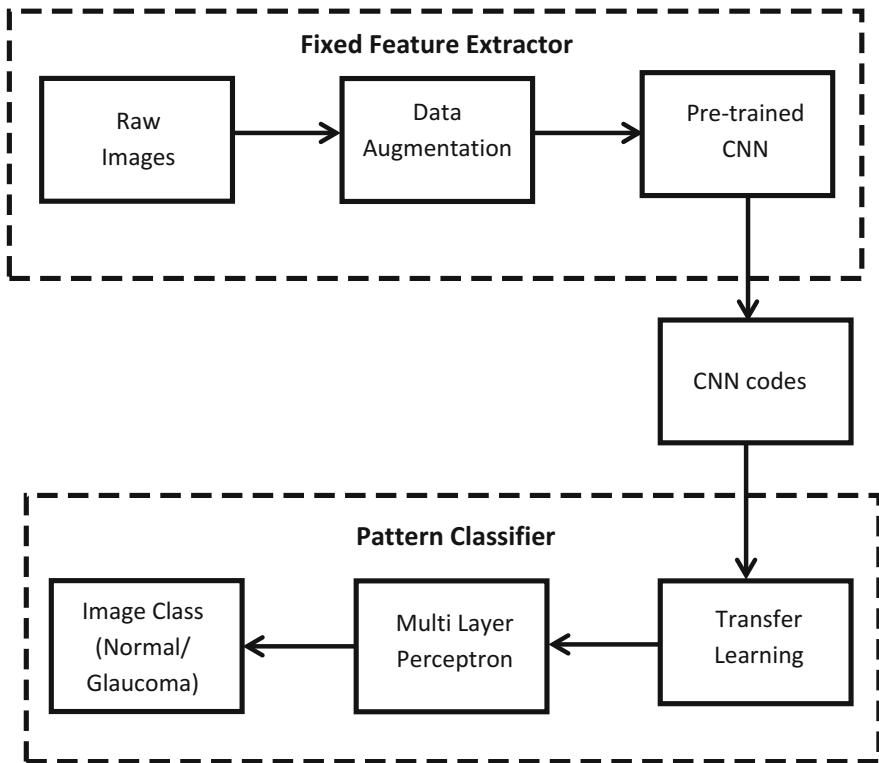 Fixed Feature Extractor
Raw
Images
Data
Augmentation
Pre-trained
CNN
CNN codes
Pattern Classifier
Image Class
(Normal/
Glaucoma)
Multi Layer
Perceptron
Transfer
Learning